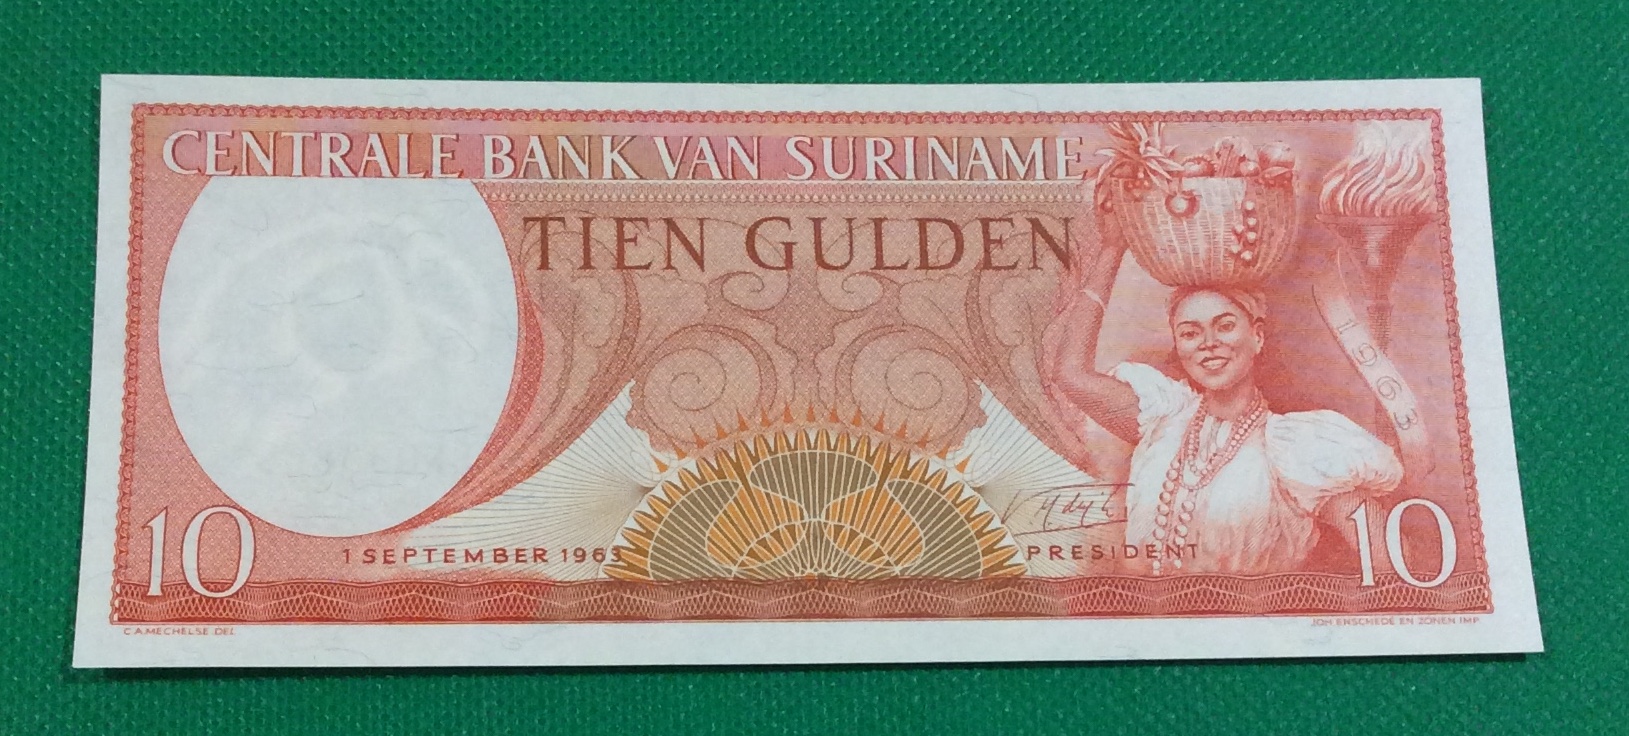 CENTRALE BANK VAN SURINAME
TIEN GULDEN
1963
10
1 SEPTEMBER 1963
PRESIDENT
10
C.A.MECHELSE DEL.
JOH. ENSCHEDÉ EN ZONEN IMP.